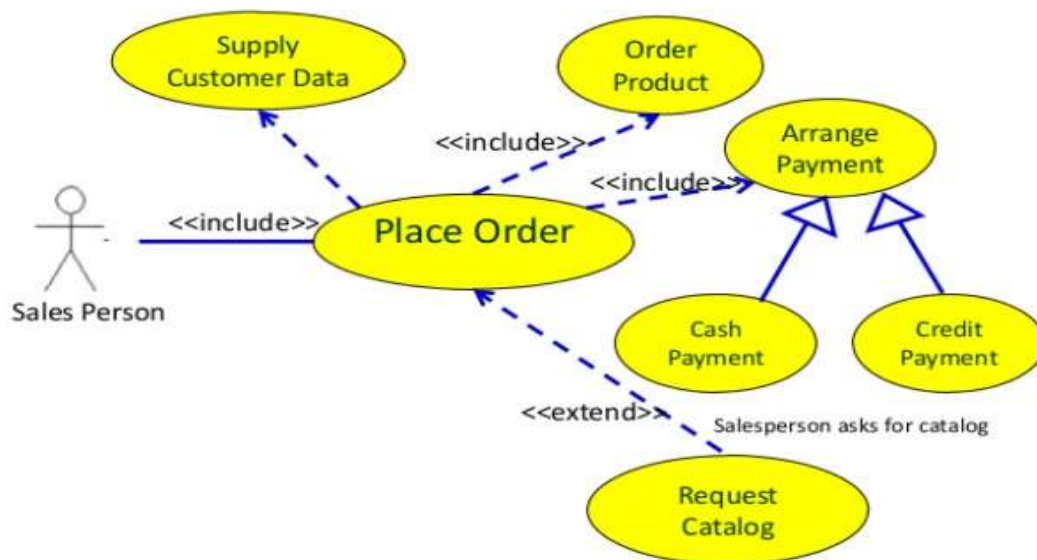 Supply
Customer Data
Order
Product
<<include>>
Arrange
Payment
<<include>>
<<include>>
Place Order
Sales Person
Cash
Payment
Credit
Payment
<<extend>>
Salesperson asks for catalog
Request
Catalog